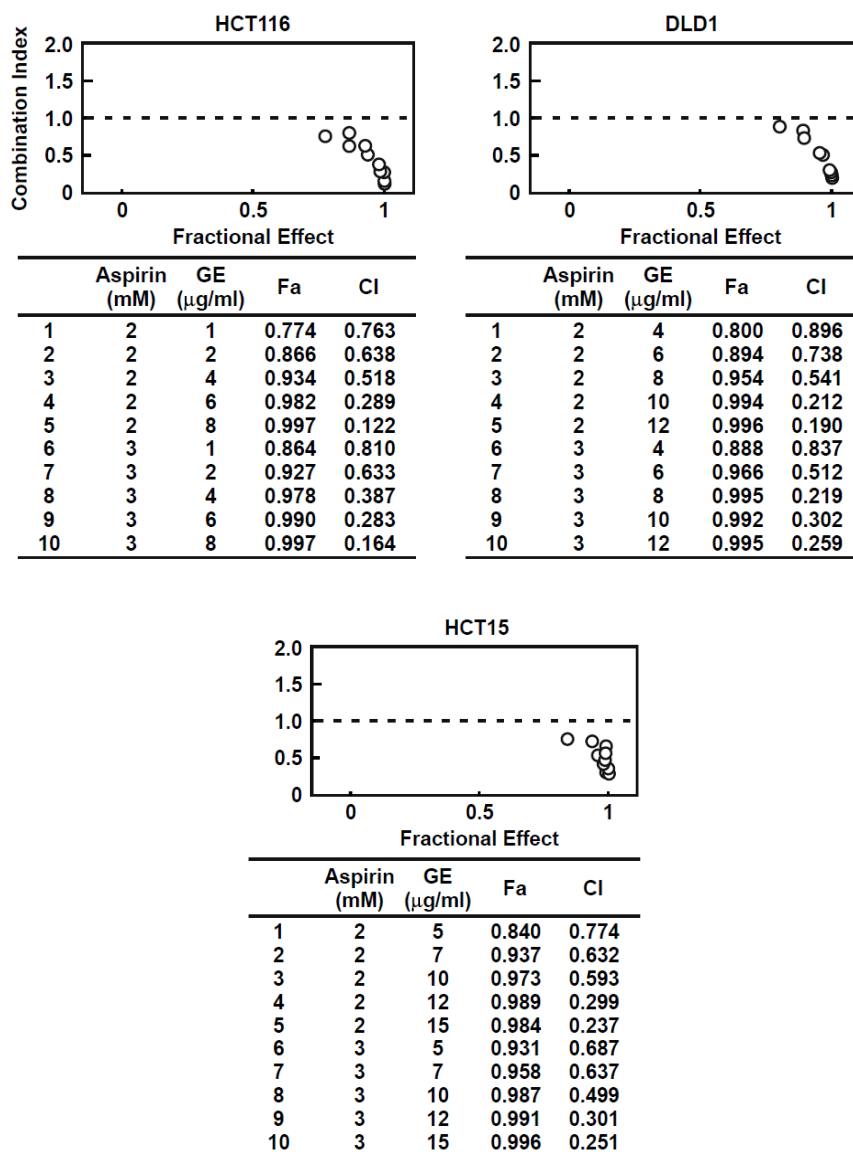 HCT116
Combination Index
2.0
1.5
1.0
0.5
0
0 0.5 1
Fractional Effect
Aspirin (mM) GE (μg/ml) Fa CI
1 2 1 0.774 0.763
2 2 2 0.866 0.638
3 2 4 0.934 0.518
4 2 6 0.982 0.289
5 2 8 0.997 0.122
6 3 1 0.864 0.810
7 3 2 0.927 0.633
8 3 4 0.978 0.387
9 3 6 0.990 0.283
10 3 8 0.997 0.164
DLD1
2.0
1.5
1.0
0.5
0
0 0.5 1
Fractional Effect
Aspirin (mM) GE (μg/ml) Fa CI
1 2 4 0.800 0.896
2 2 6 0.894 0.738
3 2 8 0.954 0.541
4 2 10 0.994 0.212
5 2 12 0.996 0.190
6 3 4 0.888 0.837
7 3 6 0.966 0.512
8 3 8 0.995 0.219
9 3 10 0.992 0.302
10 3 12 0.995 0.259
HCT15
2.0
1.5
1.0
0.5
0
0 0.5 1
Fractional Effect
Aspirin (mM) GE (μg/ml) Fa CI
1 2 5 0.840 0.774
2 2 7 0.937 0.632
3 2 10 0.973 0.593
4 2 12 0.989 0.299
5 2 15 0.984 0.237
6 3 5 0.931 0.687
7 3 7 0.958 0.637
8 3 10 0.987 0.499
9 3 12 0.991 0.301
10 3 15 0.996 0.251